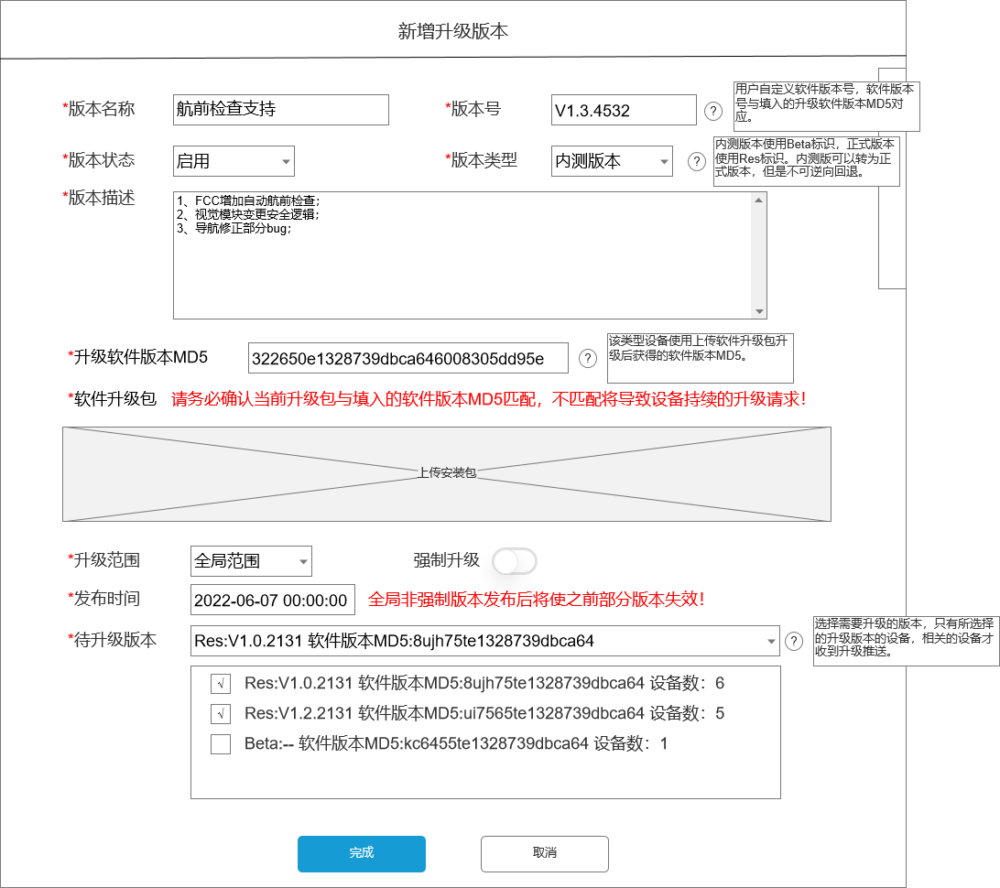 新增升级版本
*版本名称
航前检查支持
*版本号
V1.3.4532
?
用户自定义软件版本号，软件版本
号与填入的升级软件版本MD5对
应。
*版本状态
启用
*版本类型
内测版本
?
内测版本使用Beta标识，正式版本
使用Res标识。内测版可以转为正
式版本，但是不可逆向回退。
*版本描述
1、FCC增加自动航前检查；
2、视觉模块变更安全逻辑；
3、导航修正部分bug；
*升级软件版本MD5
322650e1328739dbca646008305dd95e
?
该类型设备使用上传软件升级包升
级后获得的软件版本MD5。
*软件升级包
请务必确认当前升级包与填入的软件版本MD5匹配，不匹配将导致设备持续的升级请求！
上传安装包
*升级范围
全局范围
强制升级
*发布时间
2022-06-07 00:00:00
全局非强制版本发布后将使之前部分版本失效！
*待升级版本
Res:V1.0.2131 软件版本MD5:8ujh75te1328739dbca64
?
选择需要升级的版本，只有所选择
的升级版本的设备，相关的设备才
收到升级推送。
√ Res:V1.0.2131 软件版本MD5:8ujh75te1328739dbca64 设备数：6
√ Res:V1.2.2131 软件版本MD5:ui7565te1328739dbca64 设备数：5
Beta:-- 软件版本MD5:kc6455te1328739dbca64 设备数：1
完成
取消